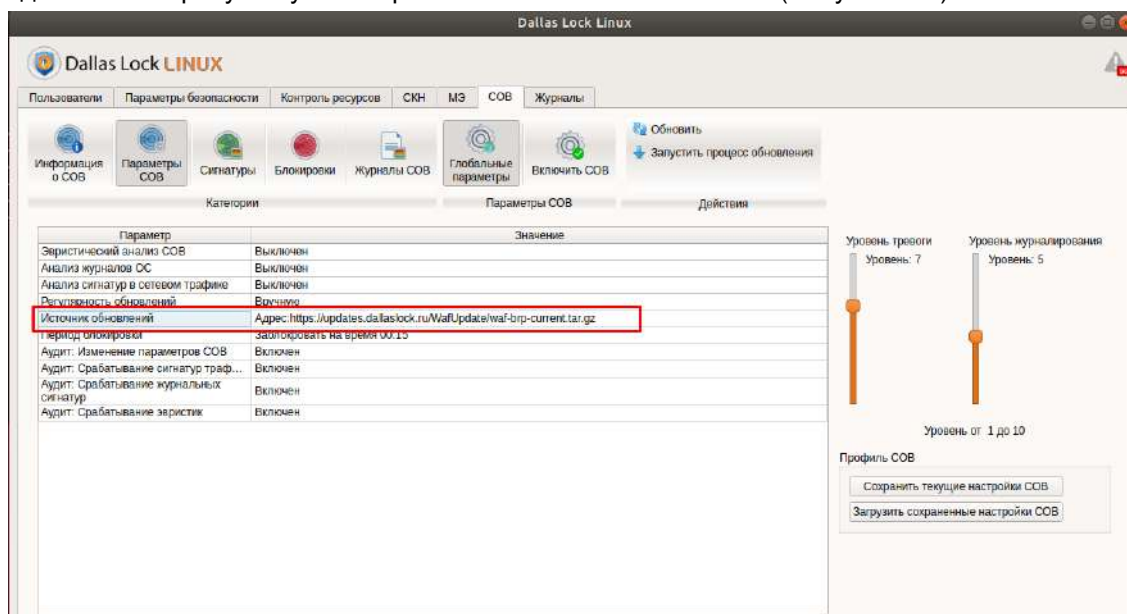 Dallas Lock Linux
Dallas Lock LINUX
Пользователи Параметры безопасности Контроль ресурсов СКН МЭ СОВ Журналы
Информация о СОВ
Параметры СОВ
Сигнатуры
Блокировки
Журналы СОВ
Глобальные параметры
Включить СОВ
Обновить
Запустить процесс обновления
Категории Параметры СОВ Действия
Параметр Значение
Эвристический анализ СОВ Выключен
Анализ журналов ОС Выключен
Анализ сигнатур в сетевом трафике Выключен
Регулярность обновлений Вручную
Источник обновлений Адрес:https://updates.dallaslock.ru/WafUpdate/waf-brp-current.tar.gz
Период блокировки Заблокровать на время 00:15
Аудит: Изменение параметров СОВ Включен
Аудит: Срабатывание сигнатур траф... Включен
Аудит: Срабатывание журнальных сигнатур Включен
Аудит: Срабатывание эвристик Включен
Уровень тревоги Уровень журналирования
Уровень: 7 Уровень: 5
Уровень от 1 до 10
Профиль СОВ
Сохранить текущие настройки СОВ
Загрузить сохраненные настройки СОВ